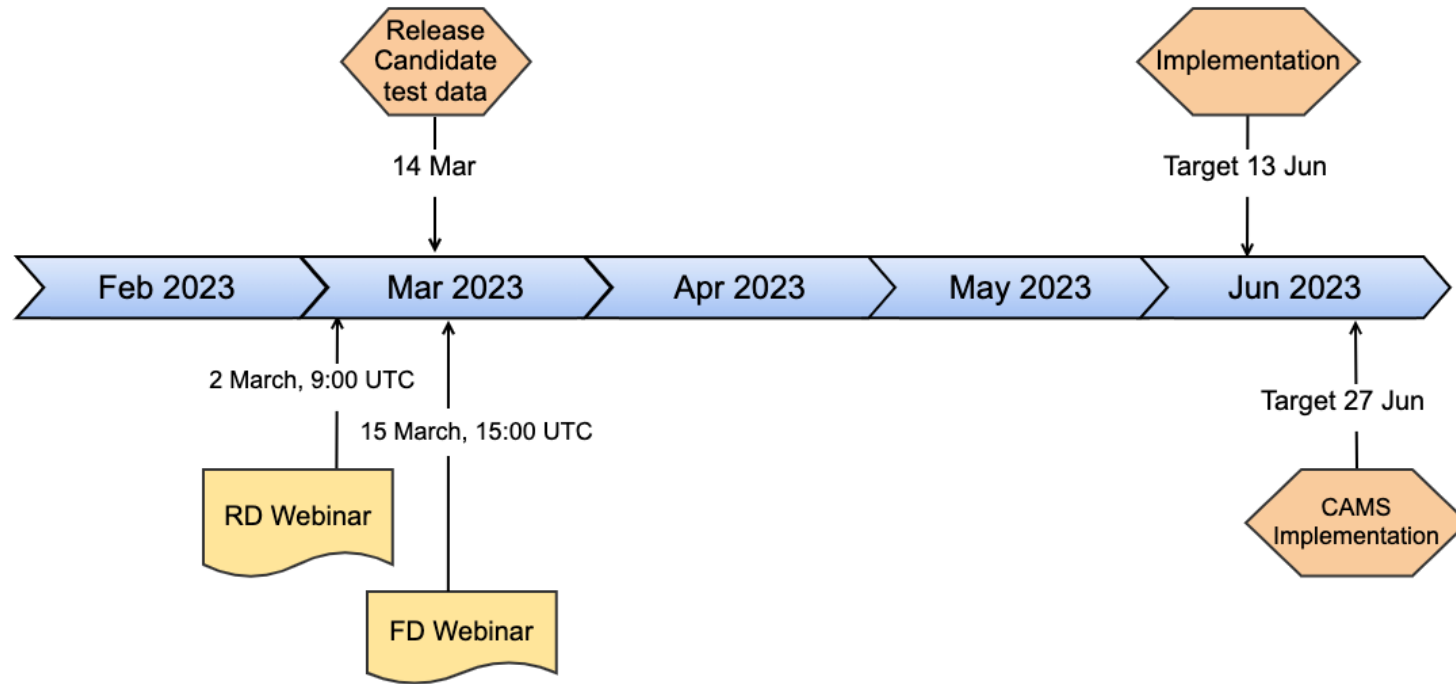 Release
Candidate
test data
Implementation
14 Mar
Target 13 Jun
Feb 2023
Mar 2023
Apr 2023
May 2023
Jun 2023
2 March, 9:00 UTC
15 March, 15:00 UTC
Target 27 Jun
RD Webinar
CAMS
Implementation
FD Webinar